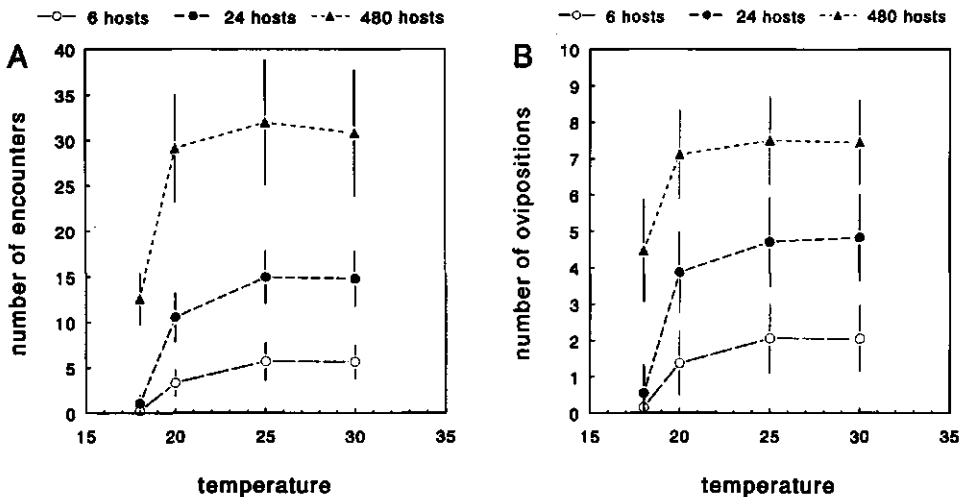 6 hosts 24 hosts 480 hosts
A
number of encounters
40
35
30
25
20
15
10
5
0
15 20 25 30 35
temperature
6 hosts 24 hosts 480 hosts
B
number of ovipositions
10
9
8
7
6
5
4
3
2
1
0
15 20 25 30 35
temperature